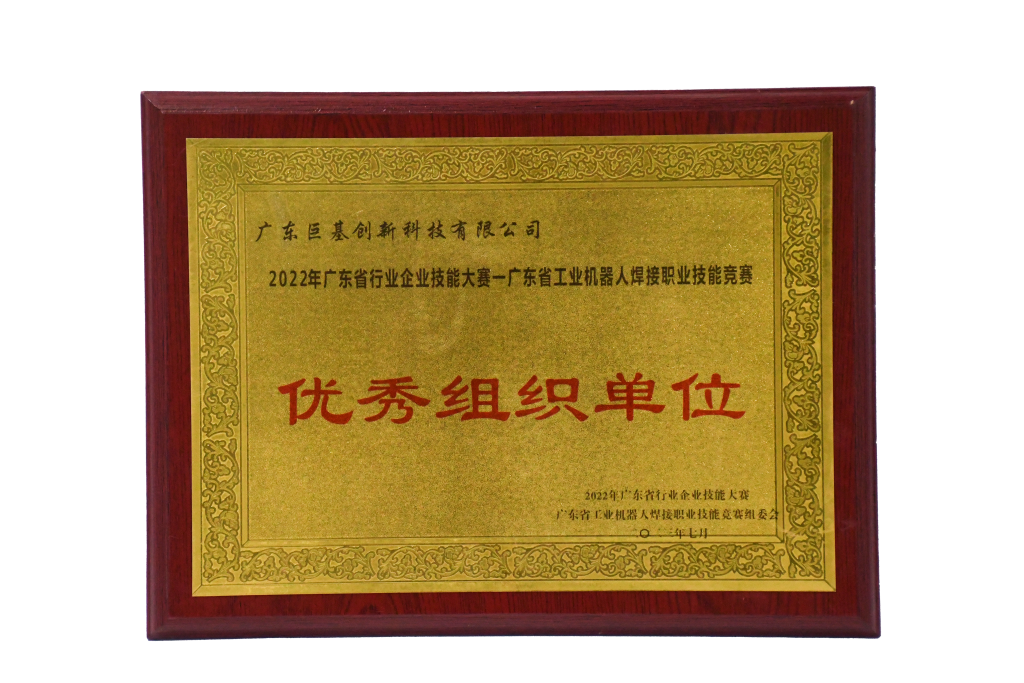 广东巨基创新科技有限公司
2022年广东省行业企业技能大赛—广东省工业机器人焊接职业技能竞赛
优秀组织单位
2022年广东省行业企业技能大赛
广东省工业机器人焊接职业技能竞赛组委会
二〇二三年七月